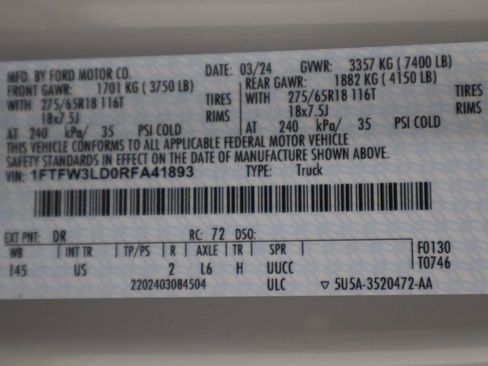 MFD. BY FORD MOTOR CO. DATE: 03/24 GVWR: 3357 KG ( 7400 LB)
FRONT GAWR: 1701 KG ( 3750 LB) REAR GAWR: 1882 KG ( 4150 LB)
WITH 275/65R18 116T TIRES WITH 275/65R18 116T TIRES
18x7.5J RIMS 18x7.5J RIMS
AT 240 kPa/ 35 PSI COLD AT 240 kPa/ 35 PSI COLD
THIS VEHICLE CONFORMS TO ALL APPLICABLE FEDERAL MOTOR VEHICLE
SAFETY STANDARDS IN EFFECT ON THE DATE OF MANUFACTURE SHOWN ABOVE.
VIN: 1FTFW3LD0RFA41893 TYPE: Truck
EXT PNT: DR RC: 72 DSO:
WB INT TR TP/PS R AXLE TR SPR F0130
145 US 2 L6 H UUCC T0746
2202403084504 ULC ▽ 5U5A-3520472-AA